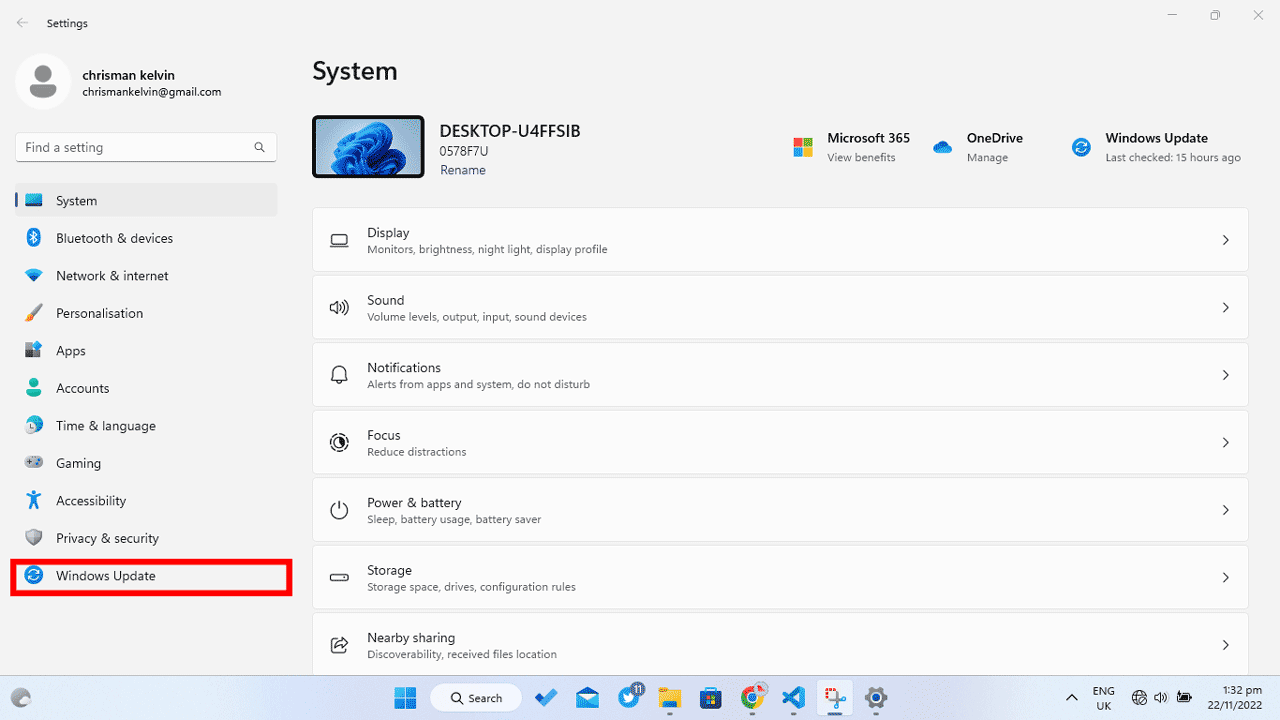 Settings
chrisman kelvin
chrismankelvin@gmail.com
Find a setting
System
Bluetooth & devices
Network & internet
Personalisation
Apps
Accounts
Time & language
Gaming
Accessibility
Privacy & security
Windows Update
System
DESKTOP-U4FFSIB
0578F7U
Rename
Microsoft 365
View benefits
OneDrive
Manage
Windows Update
Last checked: 15 hours ago
Display
Monitors, brightness, night light, display profile
Sound
Volume levels, output, input, sound devices
Notifications
Alerts from apps and system, do not disturb
Focus
Reduce distractions
Power & battery
Sleep, battery usage, battery saver
Storage
Storage space, drives, configuration rules
Nearby sharing
Discoverability, received files location
Search
11
ENG
UK
1:32 pm
22/11/2022